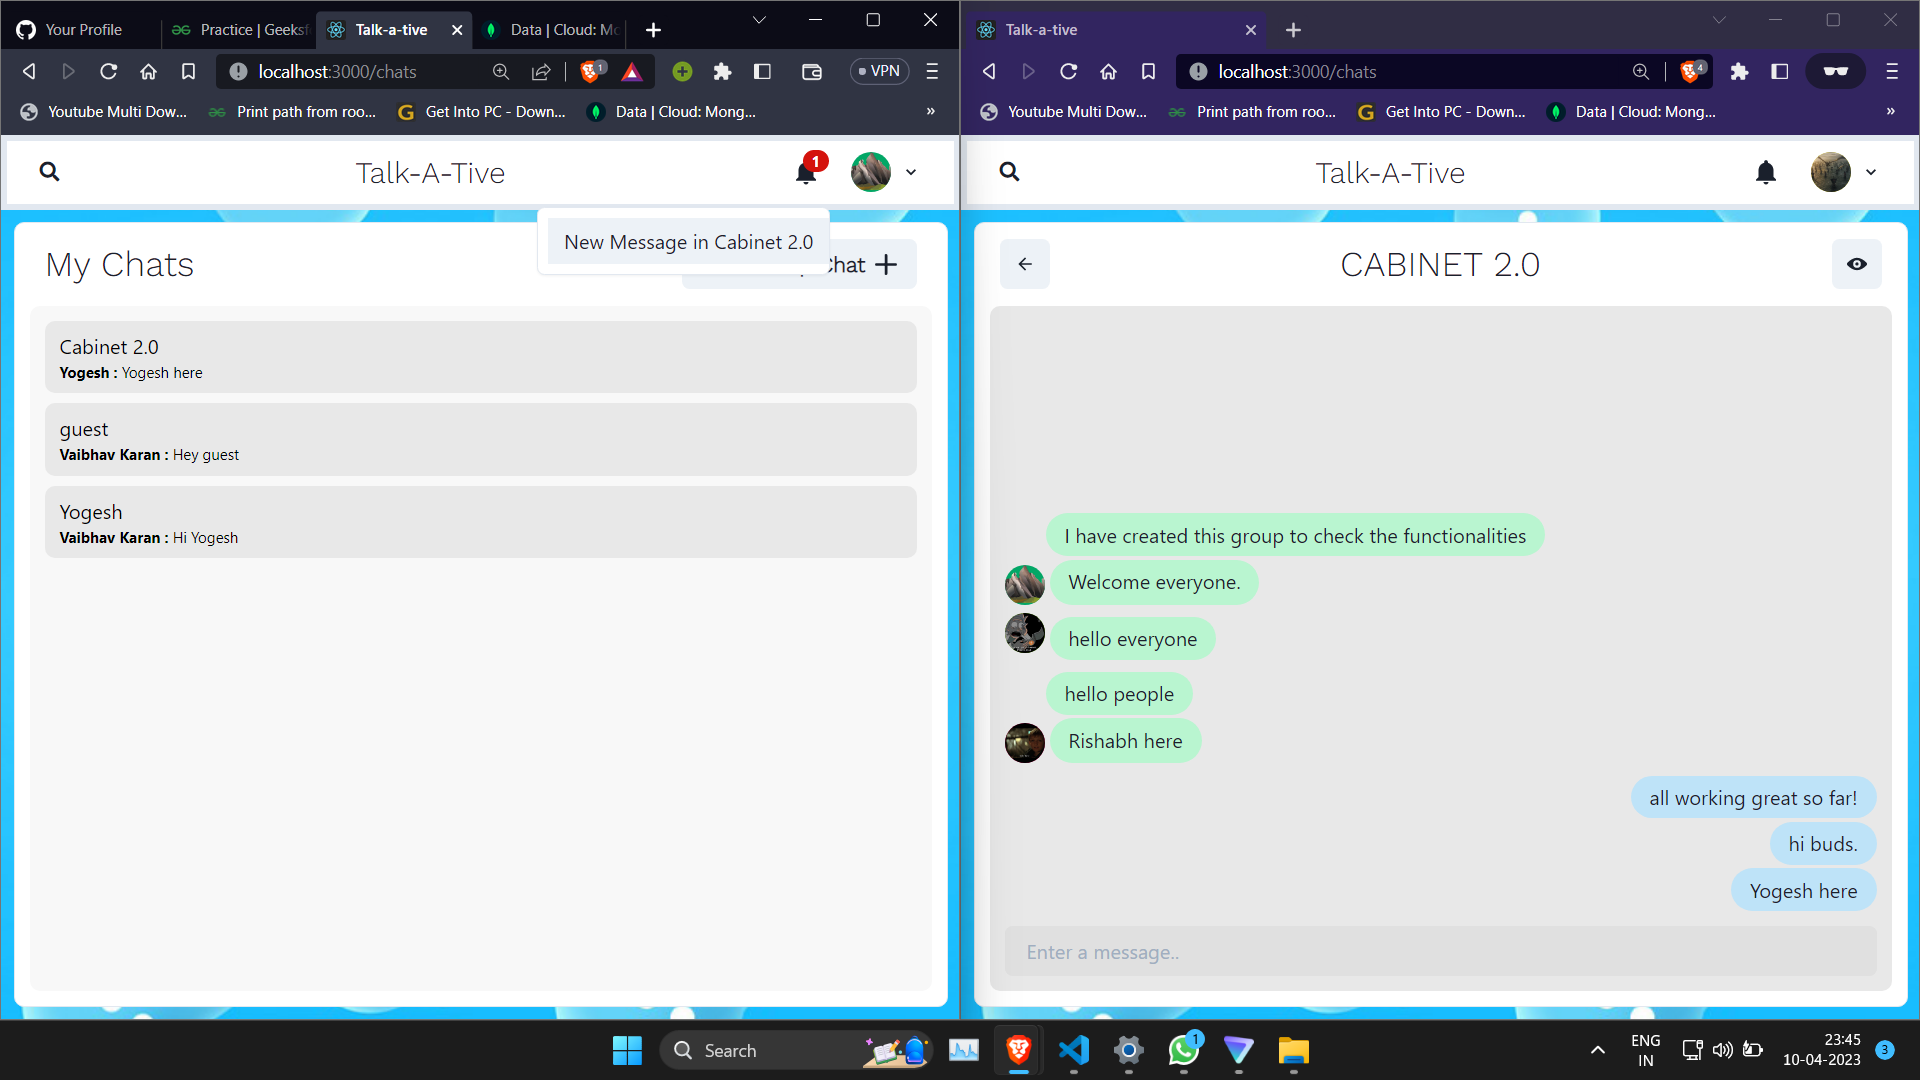 Your Profile
Practice | Geeksf
Talk-a-tive
Data | Cloud: Mo
localhost:3000/chats
1
VPN
Youtube Multi Dow...
Print path from roo...
Get Into PC - Down...
Data | Cloud: Mong...
»
Talk-A-Tive
1
New Message in Cabinet 2.0
My Chats
Chat
Cabinet 2.0
Yogesh : Yogesh here
guest
Vaibhav Karan : Hey guest
Yogesh
Vaibhav Karan : Hi Yogesh
Talk-a-tive
localhost:3000/chats
4
Youtube Multi Dow...
Print path from roo...
Get Into PC - Down...
Data | Cloud: Mong...
»
Talk-A-Tive
CABINET 2.0
I have created this group to check the functionalities
Welcome everyone.
hello everyone
hello people
Rishabh here
all working great so far!
hi buds.
Yogesh here
Enter a message..
Search
1
ENG
IN
23:45
10-04-2023
3